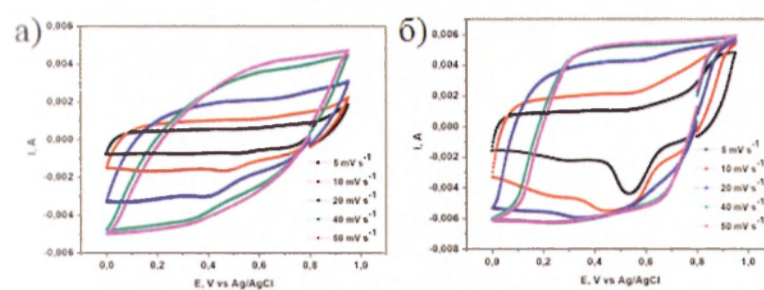 а)
0,006
0,004
0,002
0,000
-0,002
-0,004
-0,006
I, A
0,0 0,2 0,4 0,6 0,8 1,0
E, V vs Ag/AgCl
5 mV s-1
10 mV s-1
20 mV s-1
40 mV s-1
50 mV s-1
б)
0,006
0,004
0,002
0,000
-0,002
-0,004
-0,006
-0,008
I, A
0,0 0,2 0,4 0,6 0,8 1,0
E, V vs Ag/AgCl
5 mV s-1
10 mV s-1
20 mV s-1
40 mV s-1
50 mV s-1